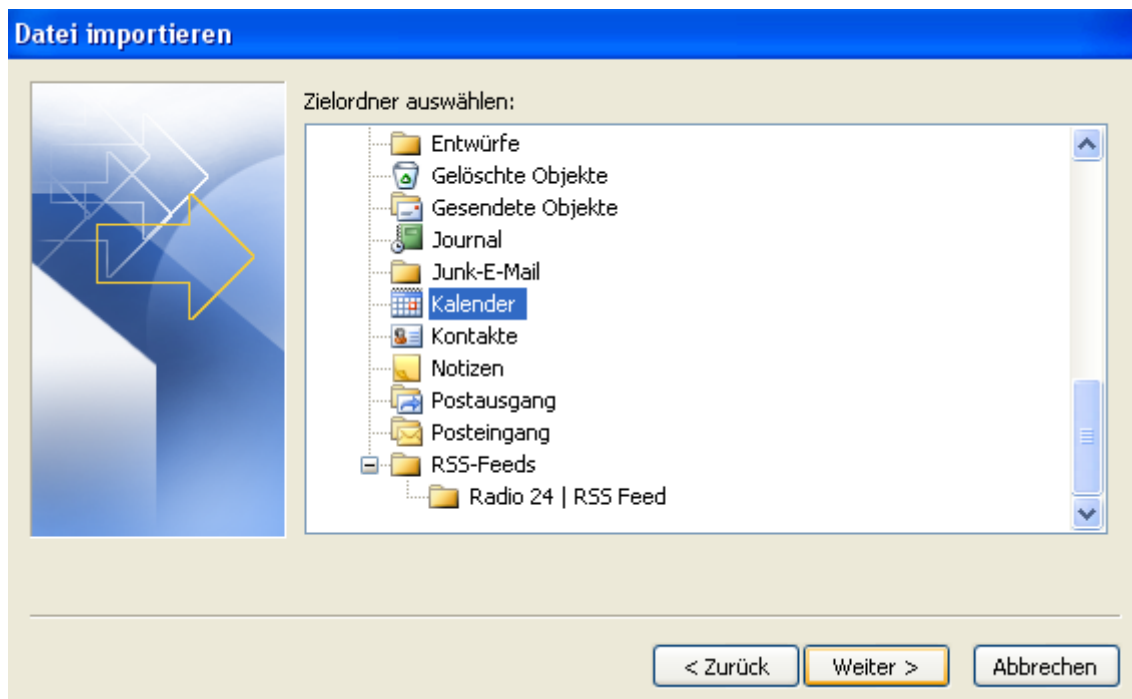 Datei importieren
Zielordner auswählen:
Entwürfe
Gelöschte Objekte
Gesendete Objekte
Journal
Junk-E-Mail
Kalender
Kontakte
Notizen
Postausgang
Posteingang
RSS-Feeds
Radio 24 | RSS Feed
< Zurück Weiter > Abbrechen